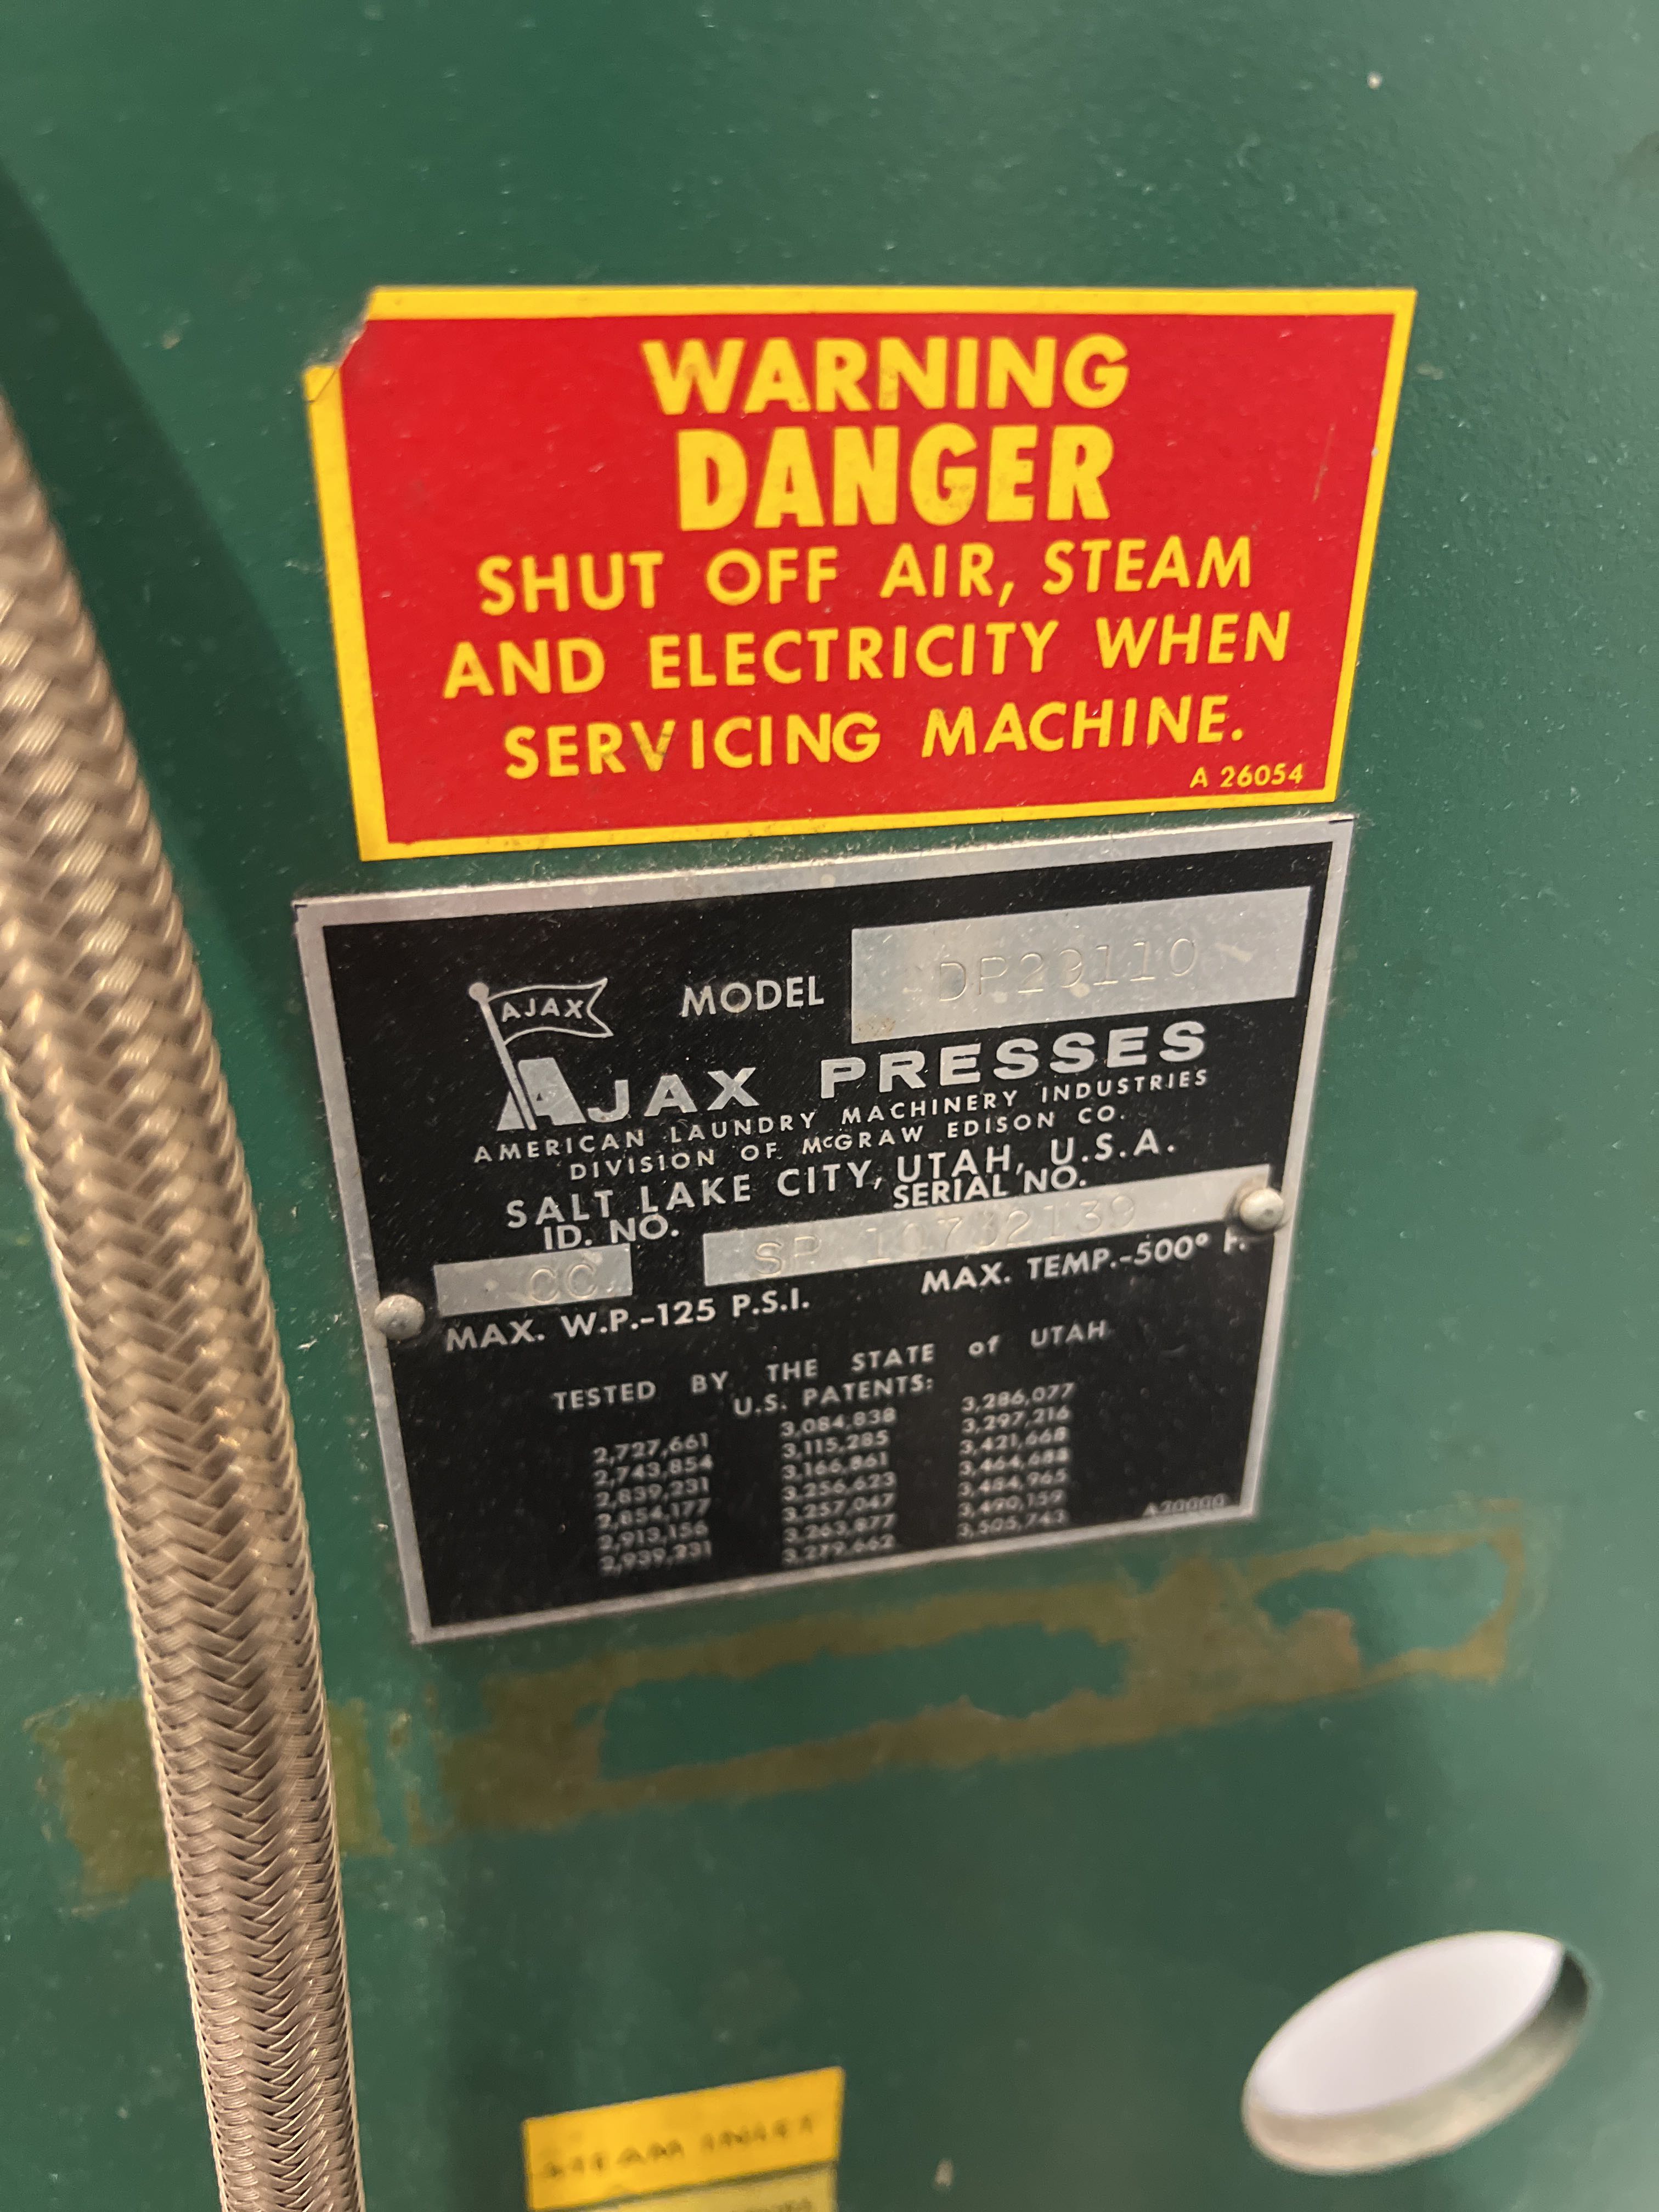 WARNING
DANGER
SHUT OFF AIR, STEAM
AND ELECTRICITY WHEN
SERVICING MACHINE.
A 26054
AJAX
MODEL DP29110
AJAX PRESSES
AMERICAN LAUNDRY MACHINERY INDUSTRIES
DIVISION OF McGRAW EDISON CO.
SALT LAKE CITY, UTAH, U.S.A.
ID. NO. SERIAL NO.
CC SP
MAX. W.P.-125 P.S.I. MAX. TEMP.-500° F.
TESTED BY THE STATE of UTAH
U.S. PATENTS:
2,727,661 3,084,838 3,286,077
2,743,854 3,115,285 3,297,216
2,839,231 3,166,861 3,421,668
2,854,177 3,256,623 3,464,688
2,913,156 3,257,047 3,484,965
2,939,231 3,263,877 3,490,159
3,279,662 3,505,743
STEAM INLET